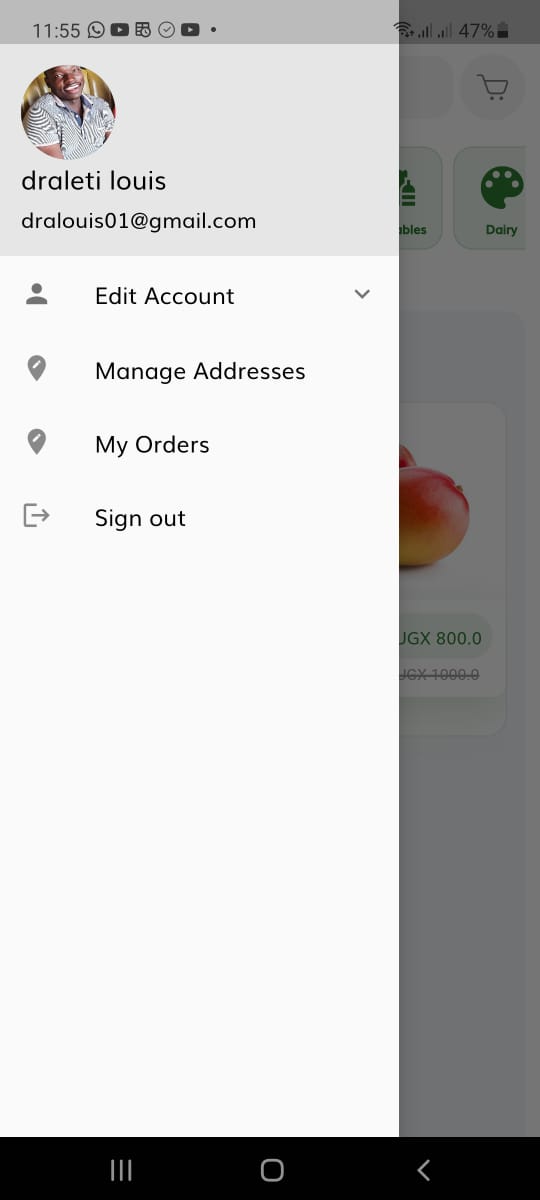 11:55
47%
draleti louis
dralouis01@gmail.com
ables
Dairy
Edit Account
Manage Addresses
My Orders
Sign out
UGX 800.0
UGX 1000.0